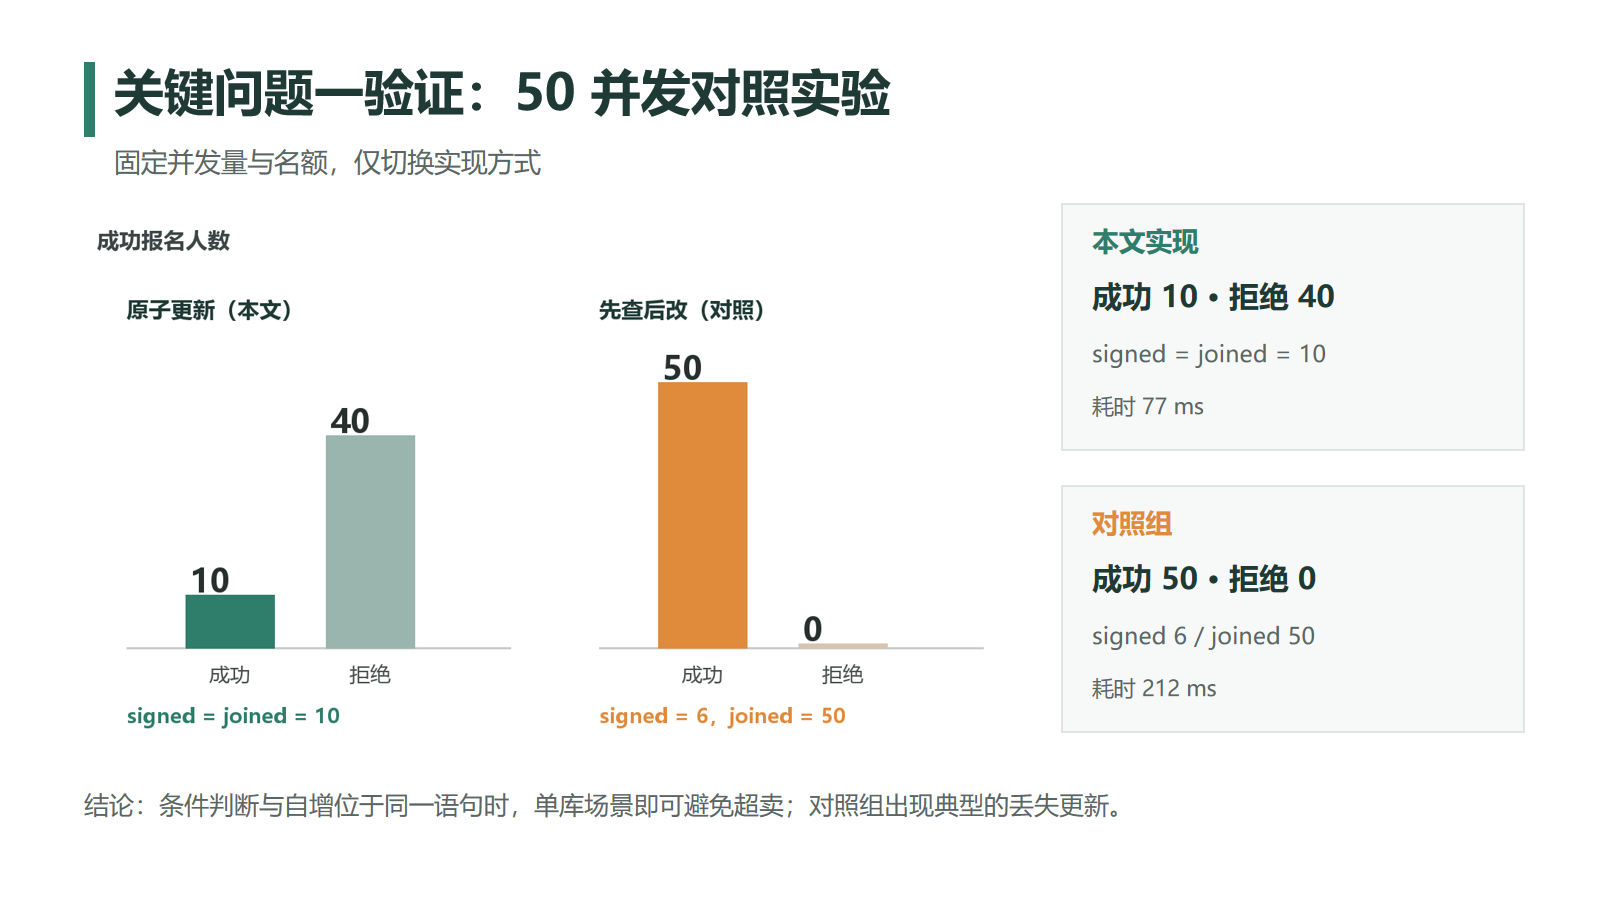 关键问题一验证：50 并发对照实验
固定并发量与名额，仅切换实现方式
成功报名人数
原子更新（本文）
40
10
成功
拒绝
signed = joined = 10
先查后改（对照）
50
0
成功
拒绝
signed = 6，joined = 50
本文实现
成功 10 • 拒绝 40
signed = joined = 10
耗时 77 ms
对照组
成功 50 • 拒绝 0
signed 6 / joined 50
耗时 212 ms
结论：条件判断与自增位于同一语句时，单库场景即可避免超卖；对照组出现典型的丢失更新。